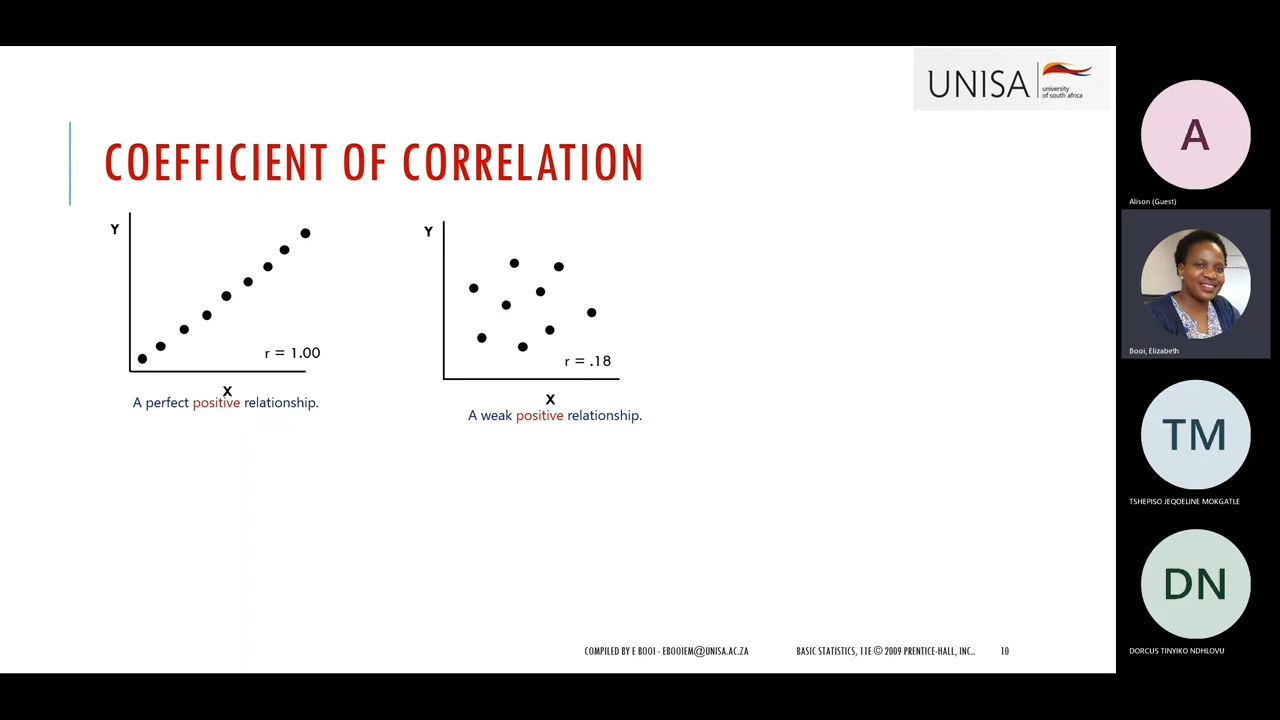 UNISA
university
of south africa
COEFFICIENT OF CORRELATION
Y
r = 1.00
X
A perfect positive relationship.
Y
r = .18
X
A weak positive relationship.
COMPILED BY E BOOI - EBOOIEM@UNISA.AC.ZA
BASIC STATISTICS, 11E © 2009 PRENTICE-HALL, INC..
10
A
Alison (Guest)
Booi, Elizabeth
TM
TSHEPISO JEQOELINE MOKGATLE
DN
DORCUS TINYIKO NDHLOVU